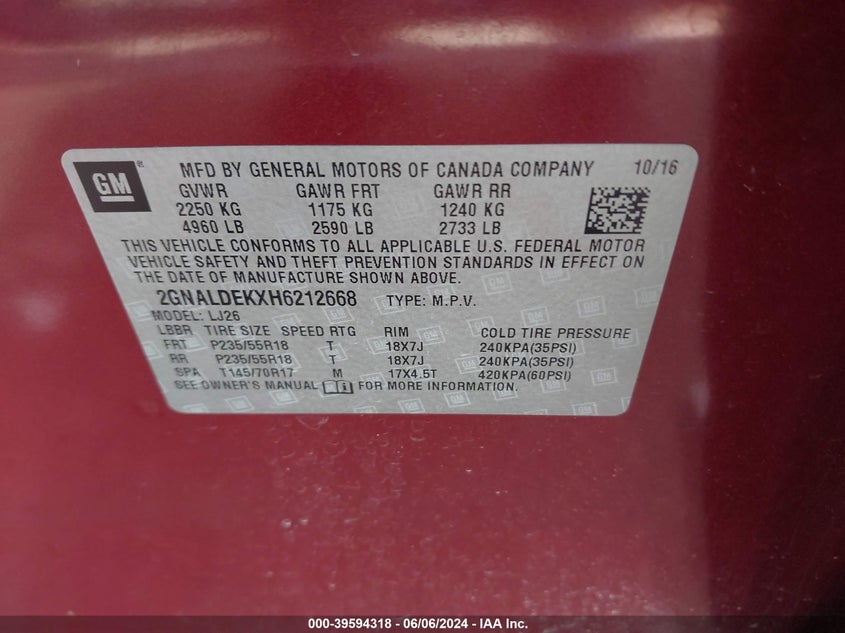 GM ® MFD BY GENERAL MOTORS OF CANADA COMPANY 10/16
GVWR GAWR FRT GAWR RR
2250 KG 1175 KG 1240 KG
4960 LB 2590 LB 2733 LB
THIS VEHICLE CONFORMS TO ALL APPLICABLE U.S. FEDERAL MOTOR
VEHICLE SAFETY AND THEFT PREVENTION STANDARDS IN EFFECT ON
THE DATE OF MANUFACTURE SHOWN ABOVE.
2GNALDEKXH6212668 TYPE: M.P.V.
MODEL: LJ26
LBBR TIRE SIZE SPEED RTG RIM COLD TIRE PRESSURE
FRT P235/55R18 T 18X7J 240KPA(35PSI)
RR P235/55R18 T 18X7J 240KPA(35PSI)
SPA T145/70R17 M 17X4.5T 420KPA(60PSI)
SEE OWNER'S MANUAL FOR MORE INFORMATION.
000-39594318 - 06/06/2024 - IAA Inc.